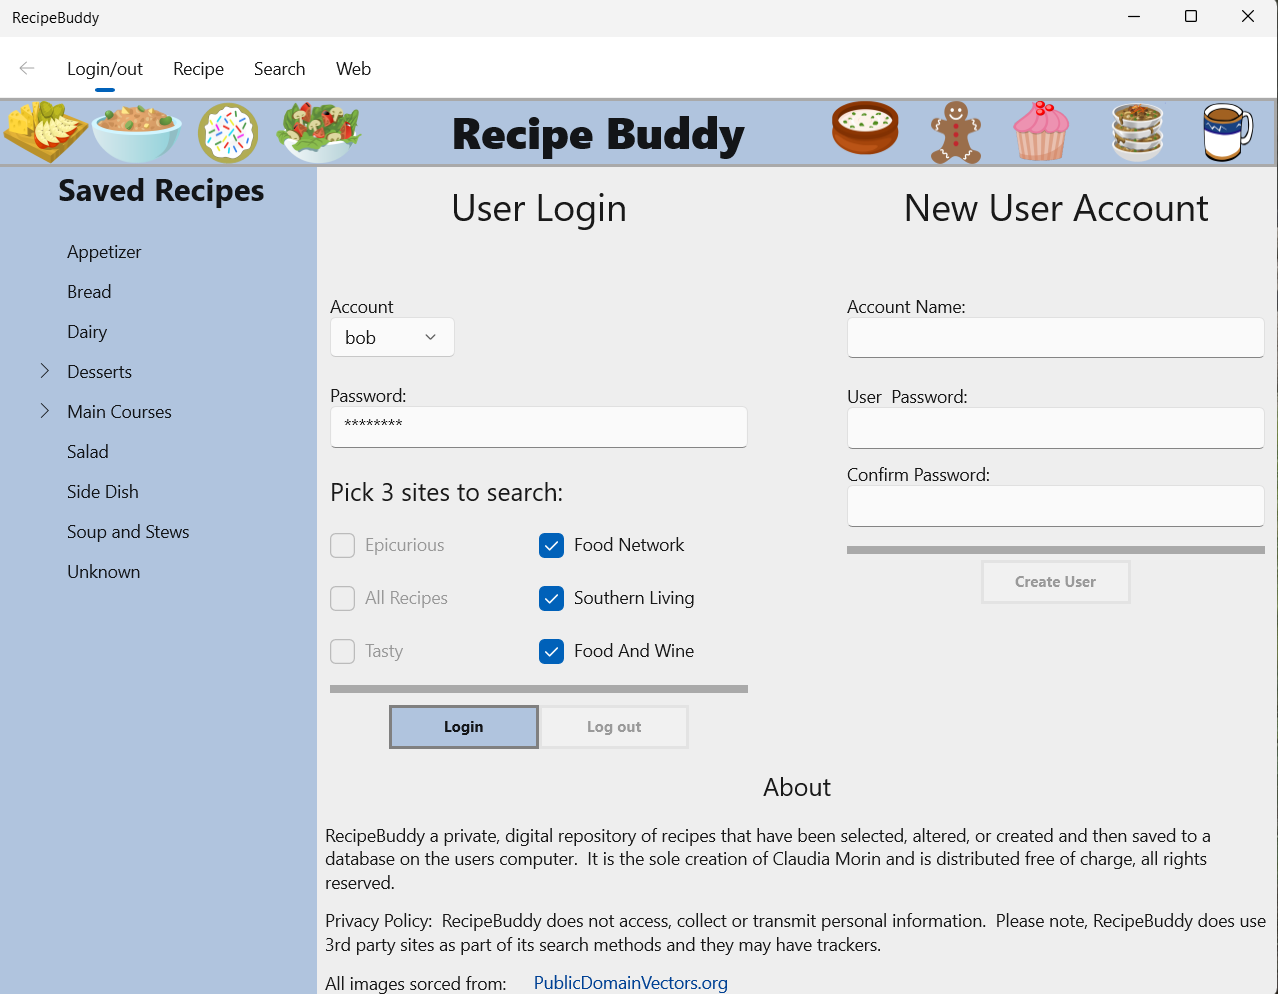 RecipeBuddy
Login/out
Recipe
Search
Web
Recipe Buddy
Saved Recipes
Appetizer
Bread
Dairy
Desserts
Main Courses
Salad
Side Dish
Soup and Stews
Unknown
User Login
Account
bob
Password:
********
Pick 3 sites to search:
Epicurious
Food Network
All Recipes
Southern Living
Tasty
Food And Wine
Login
Log out
New User Account
Account Name:
User  Password:
Confirm Password:
Create User
About
RecipeBuddy a private, digital repository of recipes that have been selected, altered, or created and then saved to a
database on the users computer.  It is the sole creation of Claudia Morin and is distributed free of charge, all rights
reserved.
Privacy Policy:  RecipeBuddy does not access, collect or transmit personal information.  Please note, RecipeBuddy does use
3rd party sites as part of its search methods and they may have trackers.
All images sorced from:
PublicDomainVectors.org